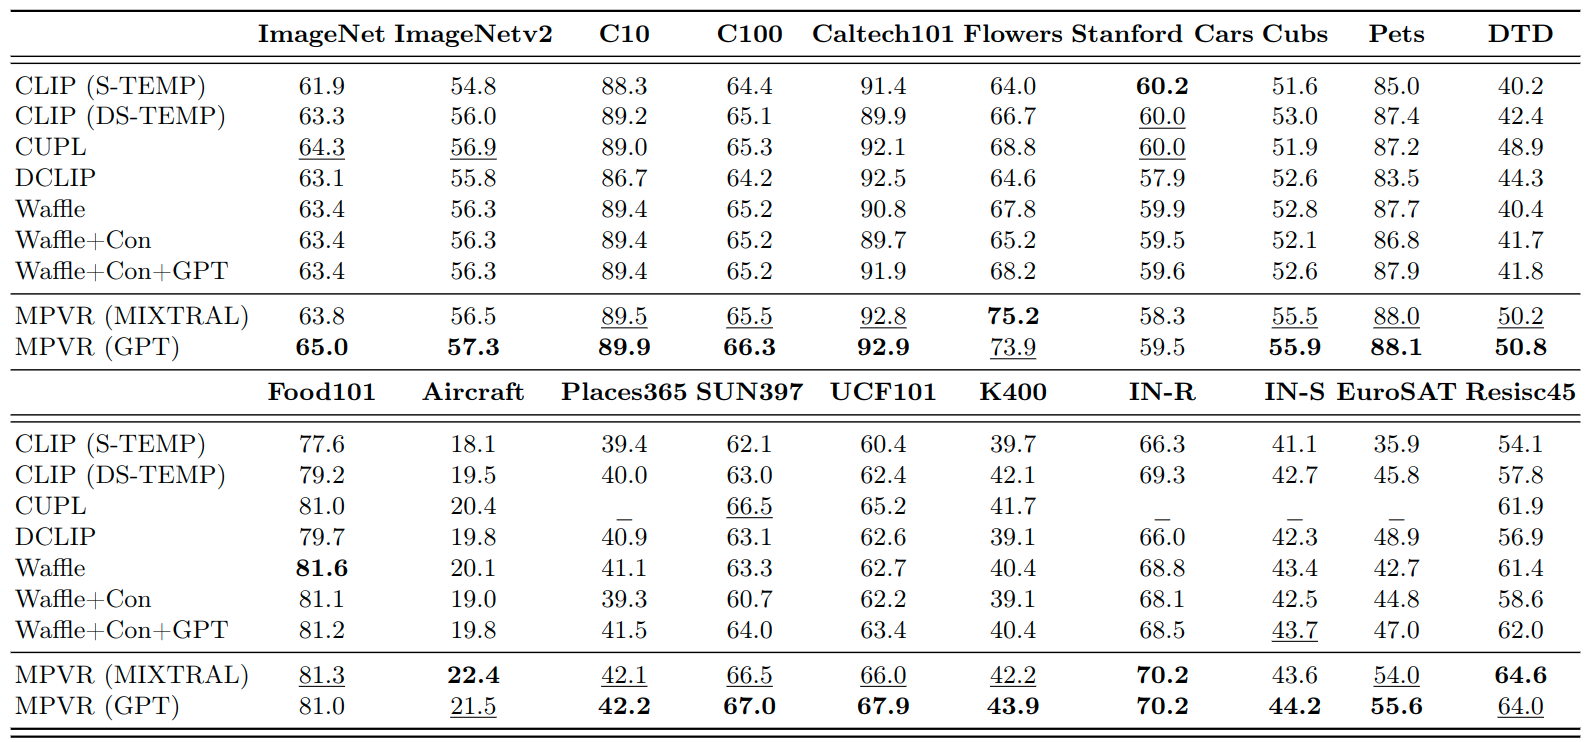 ImageNet ImageNetv2 C10 C100 Caltech101 Flowers Stanford Cars Cubs Pets DTD
CLIP (S-TEMP) 61.9 54.8 88.3 64.4 91.4 64.0 60.2 51.6 85.0 40.2
CLIP (DS-TEMP) 63.3 56.0 89.2 65.1 89.9 66.7 60.0 53.0 87.4 42.4
CUPL 64.3 56.9 89.0 65.3 92.1 68.8 60.0 51.9 87.2 48.9
DCLIP 63.1 55.8 86.7 64.2 92.5 64.6 57.9 52.6 83.5 44.3
Waffle 63.4 56.3 89.4 65.2 90.8 67.8 59.9 52.8 87.7 40.4
Waffle+Con 63.4 56.3 89.4 65.2 89.7 65.2 59.5 52.1 86.8 41.7
Waffle+Con+GPT 63.4 56.3 89.4 65.2 91.9 68.2 59.6 52.6 87.9 41.8
MPVR (MIXTRAL) 63.8 56.5 89.5 65.5 92.8 75.2 58.3 55.5 88.0 50.2
MPVR (GPT) 65.0 57.3 89.9 66.3 92.9 73.9 59.5 55.9 88.1 50.8
Food101 Aircraft Places365 SUN397 UCF101 K400 IN-R IN-S EuroSAT Resisc45
CLIP (S-TEMP) 77.6 18.1 39.4 62.1 60.4 39.7 66.3 41.1 35.9 54.1
CLIP (DS-TEMP) 79.2 19.5 40.0 63.0 62.4 42.1 69.3 42.7 45.8 57.8
CUPL 81.0 20.4 _ 66.5 65.2 41.7 _ _ _ 61.9
DCLIP 79.7 19.8 40.9 63.1 62.6 39.1 66.0 42.3 48.9 56.9
Waffle 81.6 20.1 41.1 63.3 62.7 40.4 68.8 43.4 42.7 61.4
Waffle+Con 81.1 19.0 39.3 60.7 62.2 39.1 68.1 42.5 44.8 58.6
Waffle+Con+GPT 81.2 19.8 41.5 64.0 63.4 40.4 68.5 43.7 47.0 62.0
MPVR (MIXTRAL) 81.3 22.4 42.1 66.5 66.0 42.2 70.2 43.6 54.0 64.6
MPVR (GPT) 81.0 21.5 42.2 67.0 67.9 43.9 70.2 44.2 55.6 64.0